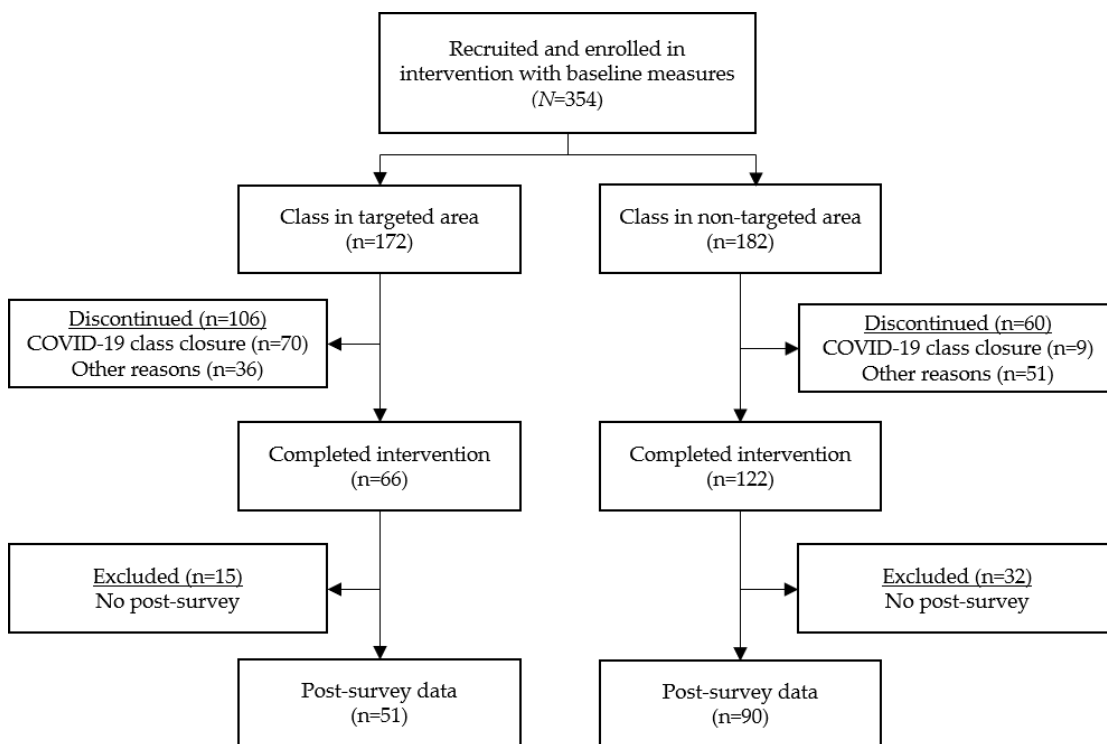 Recruited and enrolled in
intervention with baseline measures
(N=354)
Class in targeted area
(n=172)
Class in non-targeted area
(n=182)
Discontinued (n=106)
COVID-19 class closure (n=70)
Other reasons (n=36)
Discontinued (n=60)
COVID-19 class closure (n=9)
Other reasons (n=51)
Completed intervention
(n=66)
Completed intervention
(n=122)
Excluded (n=15)
No post-survey
Excluded (n=32)
No post-survey
Post-survey data
(n=51)
Post-survey data
(n=90)